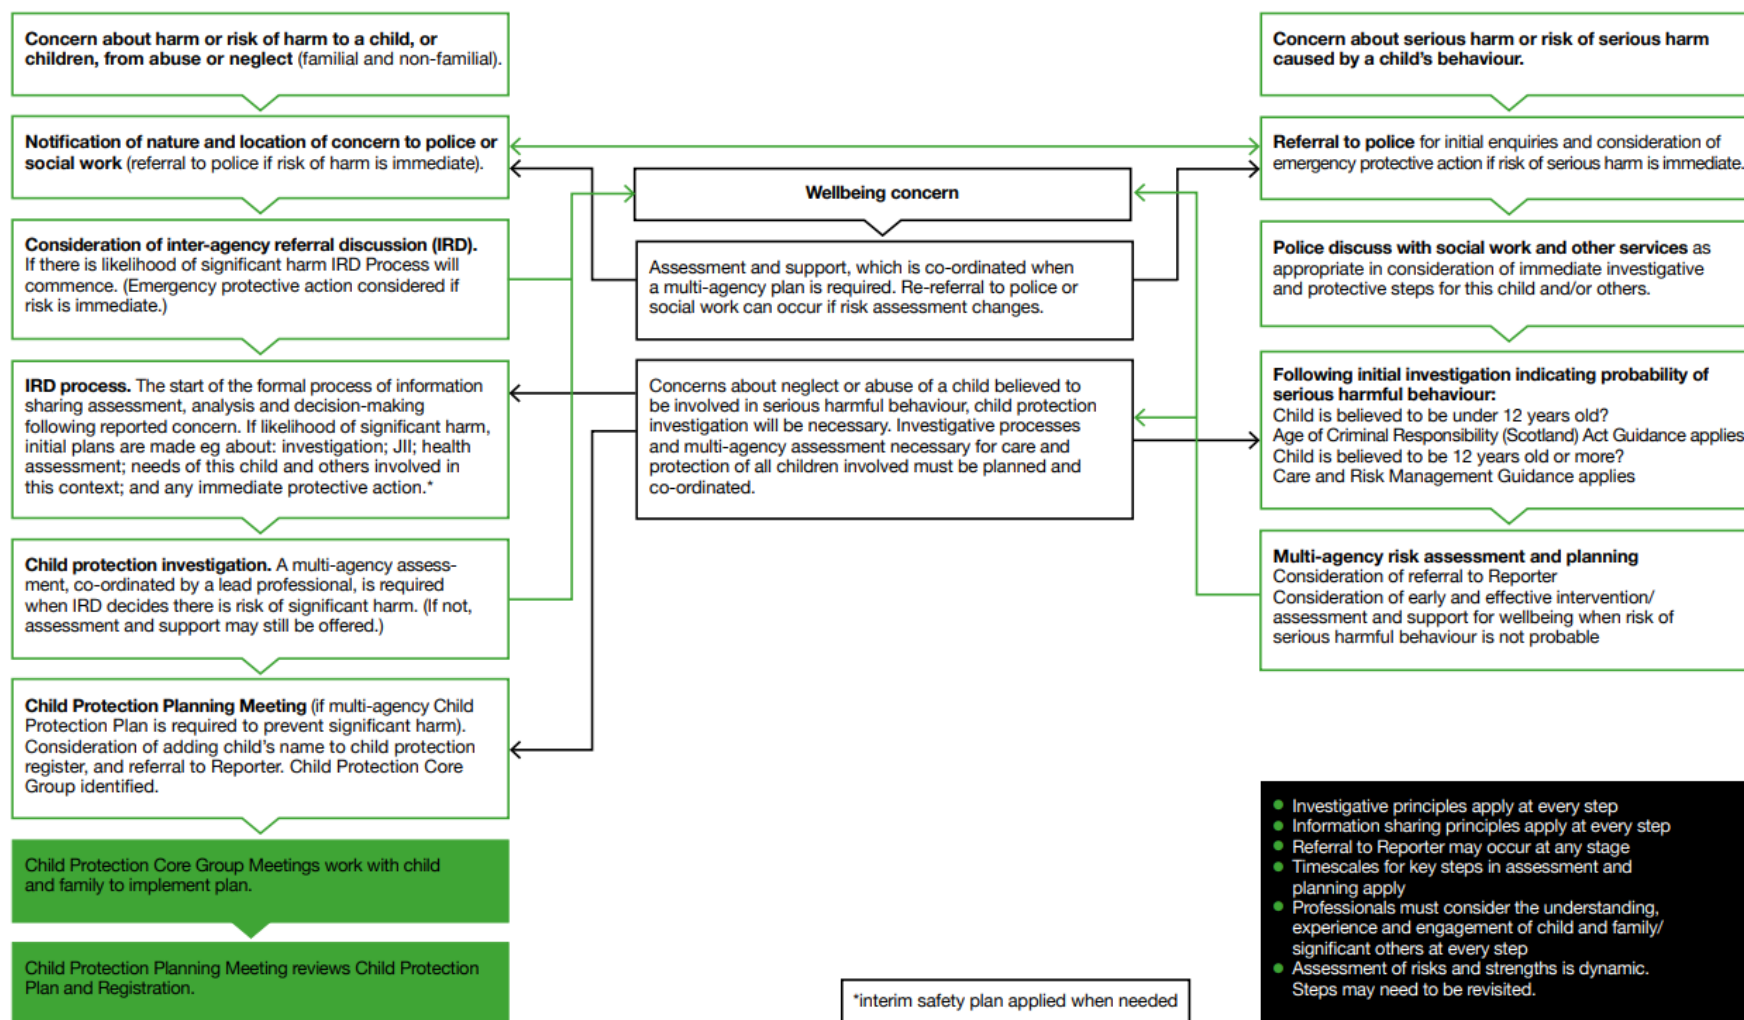 Concern about harm or risk of harm to a child, or
children, from abuse or neglect (familial and non-familial).
Notification of nature and location of concern to police or
social work (referral to police if risk of harm is immediate).
Consideration of inter-agency referral discussion (IRD).
If there is likelihood of significant harm IRD Process will
commence. (Emergency protective action considered if
risk is immediate.)
IRD process. The start of the formal process of information
sharing assessment, analysis and decision-making
following reported concern. If likelihood of significant harm,
initial plans are made eg about: investigation; JII; health
assessment; needs of this child and others involved in
this context; and any immediate protective action.*
Child protection investigation. A multi-agency assess-
ment, co-ordinated by a lead professional, is required
when IRD decides there is risk of significant harm. (If not,
assessment and support may still be offered.)
Child Protection Planning Meeting (if multi-agency Child
Protection Plan is required to prevent significant harm).
Consideration of adding child's name to child protection
register, and referral to Reporter. Child Protection Core
Group identified.
Child Protection Core Group Meetings work with child
and family to implement plan.
Child Protection Planning Meeting reviews Child Protection
Plan and Registration.
Wellbeing concern
Assessment and support, which is co-ordinated when
a multi-agency plan is required. Re-referral to police or
social work can occur if risk assessment changes.
Concerns about neglect or abuse of a child believed to
be involved in serious harmful behaviour, child protection
investigation will be necessary. Investigative processes
and multi-agency assessment necessary for care and
protection of all children involved must be planned and
co-ordinated.
*interim safety plan applied when needed
Concern about serious harm or risk of serious harm
caused by a child's behaviour.
Referral to police for initial enquiries and consideration of
emergency protective action if risk of serious harm is immediate.
Police discuss with social work and other services as
appropriate in consideration of immediate investigative
and protective steps for this child and/or others.
Following initial investigation indicating probability of
serious harmful behaviour:
Child is believed to be under 12 years old?
Age of Criminal Responsibility (Scotland) Act Guidance applies
Child is believed to be 12 years old or more?
Care and Risk Management Guidance applies
Multi-agency risk assessment and planning
Consideration of referral to Reporter
Consideration of early and effective intervention/
assessment and support for wellbeing when risk of
serious harmful behaviour is not probable
● Investigative principles apply at every step
● Information sharing principles apply at every step
● Referral to Reporter may occur at any stage
● Timescales for key steps in assessment and
planning apply
● Professionals must consider the understanding,
experience and engagement of child and family/
significant others at every step
● Assessment of risks and strengths is dynamic.
Steps may need to be revisited.